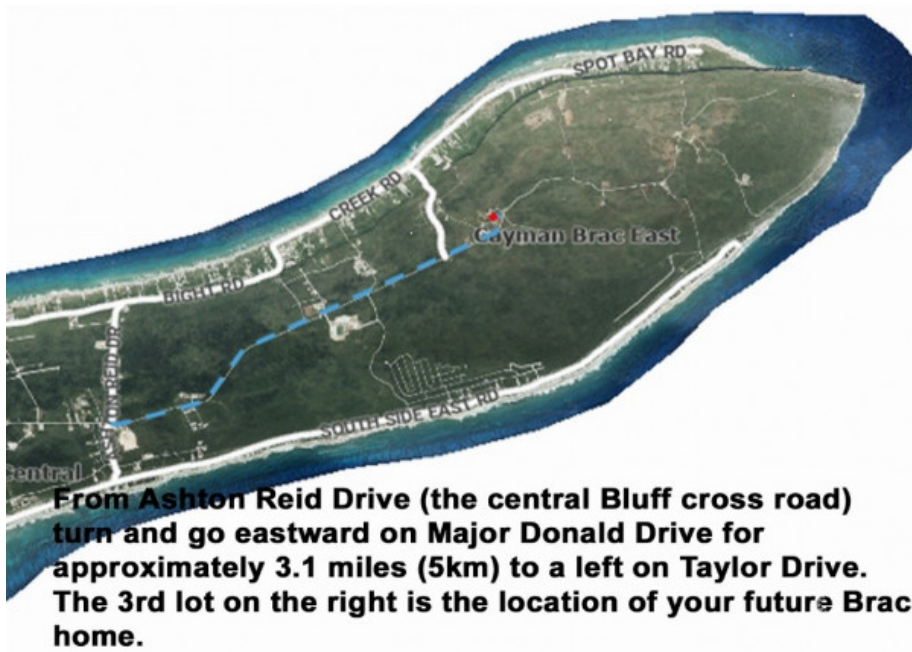 SPOT BAY RD
CREEK RD
Cayman Brac East
BIGHT RD
ASHTON REID DR
SOUTH SIDE EAST RD
Central
From Ashton Reid Drive (the central Bluff cross road)
turn and go eastward on Major Donald Drive for
approximately 3.1 miles (5km) to a left on Taylor Drive.
The 3rd lot on the right is the location of your future Brac
home.